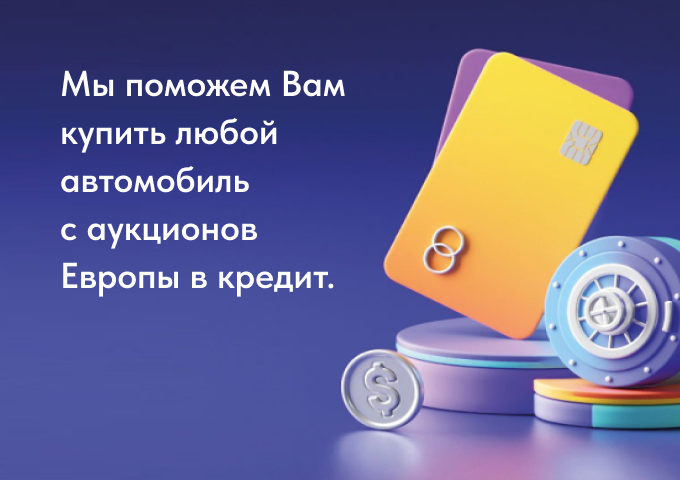 Мы поможем Вам
купить любой
автомобиль
с аукционов
Европы в кредит.
$